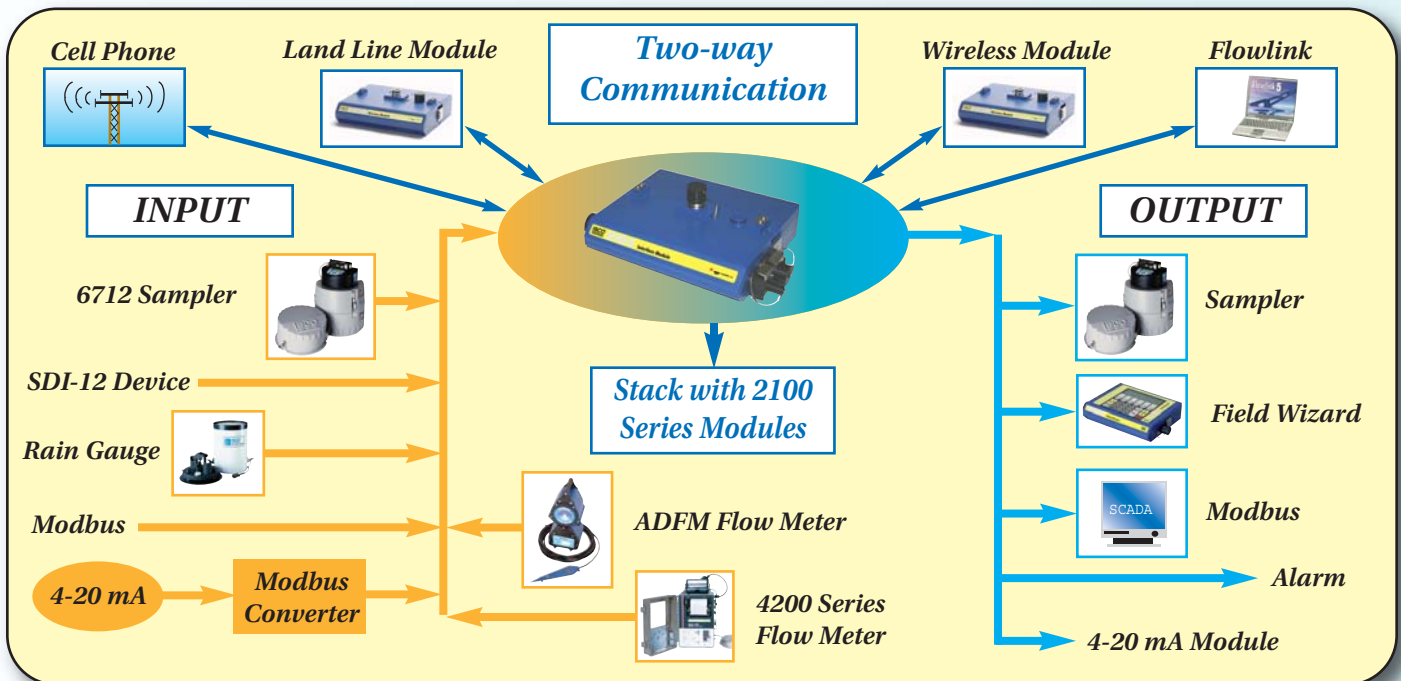 Cell Phone
Land Line Module
Two-way
Communication
Wireless Module
Flowlink
INPUT
OUTPUT
6712 Sampler
Sampler
SDI-12 Device
Stack with 2100
Series Modules
Field Wizard
Rain Gauge
Modbus
ADFM Flow Meter
SCADA
Modbus
4-20 mA
Modbus
Converter
4200 Series
Flow Meter
Alarm
4-20 mA Module